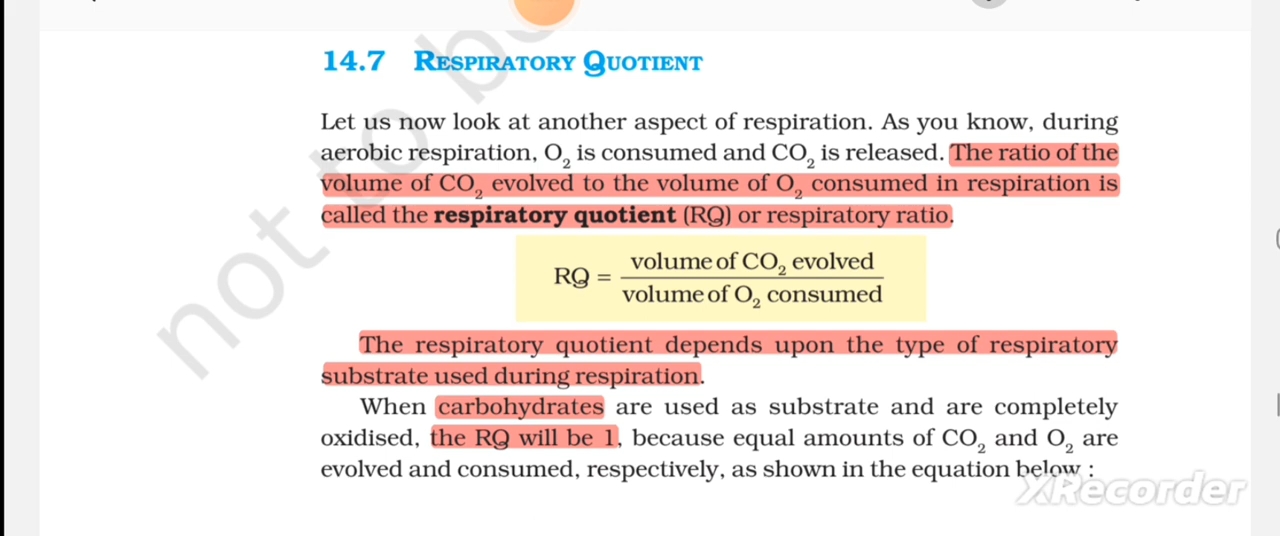 14.7 RESPIRATORY QUOTIENT
Let us now look at another aspect of respiration. As you know, during
aerobic respiration, O₂ is consumed and CO₂ is released. The ratio of the
volume of CO₂ evolved to the volume of O₂ consumed in respiration is
called the respiratory quotient (RQ) or respiratory ratio.
RQ = volume of CO₂ evolved
volume of O₂ consumed
The respiratory quotient depends upon the type of respiratory
substrate used during respiration.
When carbohydrates are used as substrate and are completely
oxidised, the RQ will be 1, because equal amounts of CO₂ and O₂ are
evolved and consumed, respectively, as shown in the equation below :
not to b
XRecorder